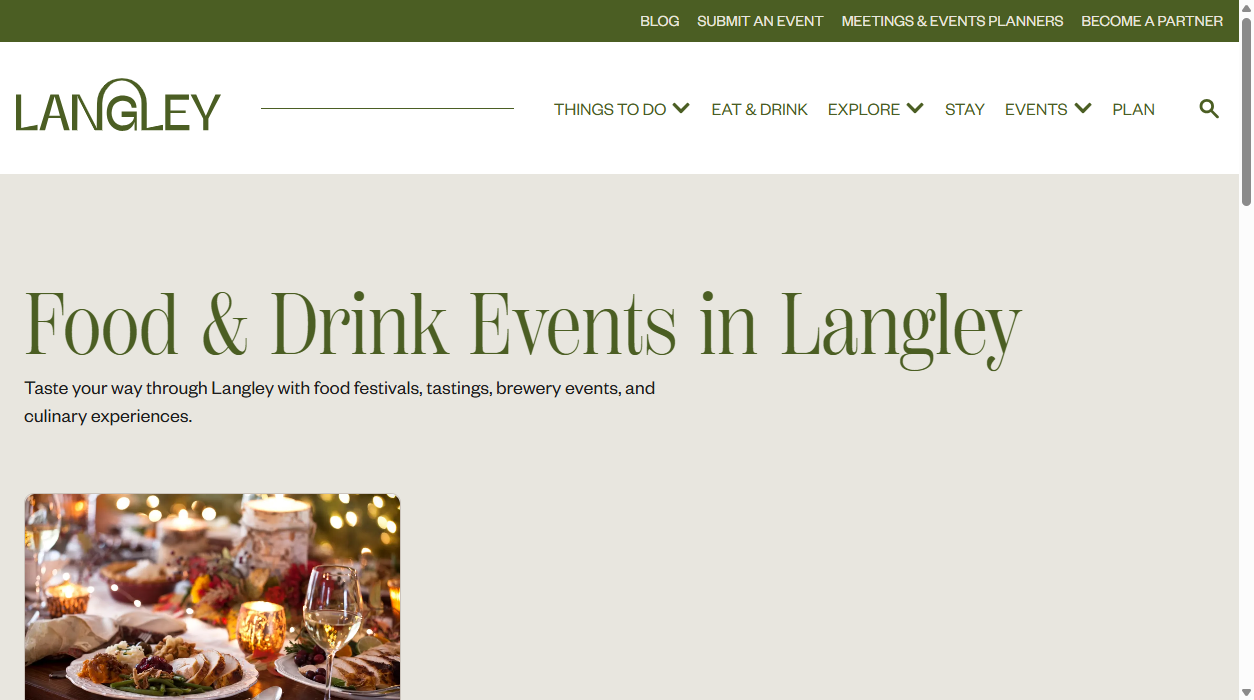 BLOG SUBMIT AN EVENT MEETINGS & EVENTS PLANNERS BECOME A PARTNER
LANGLEY
THINGS TO DO EAT & DRINK EXPLORE STAY EVENTS PLAN
Food & Drink Events in Langley
Taste your way through Langley with food festivals, tastings, brewery events, and
culinary experiences.